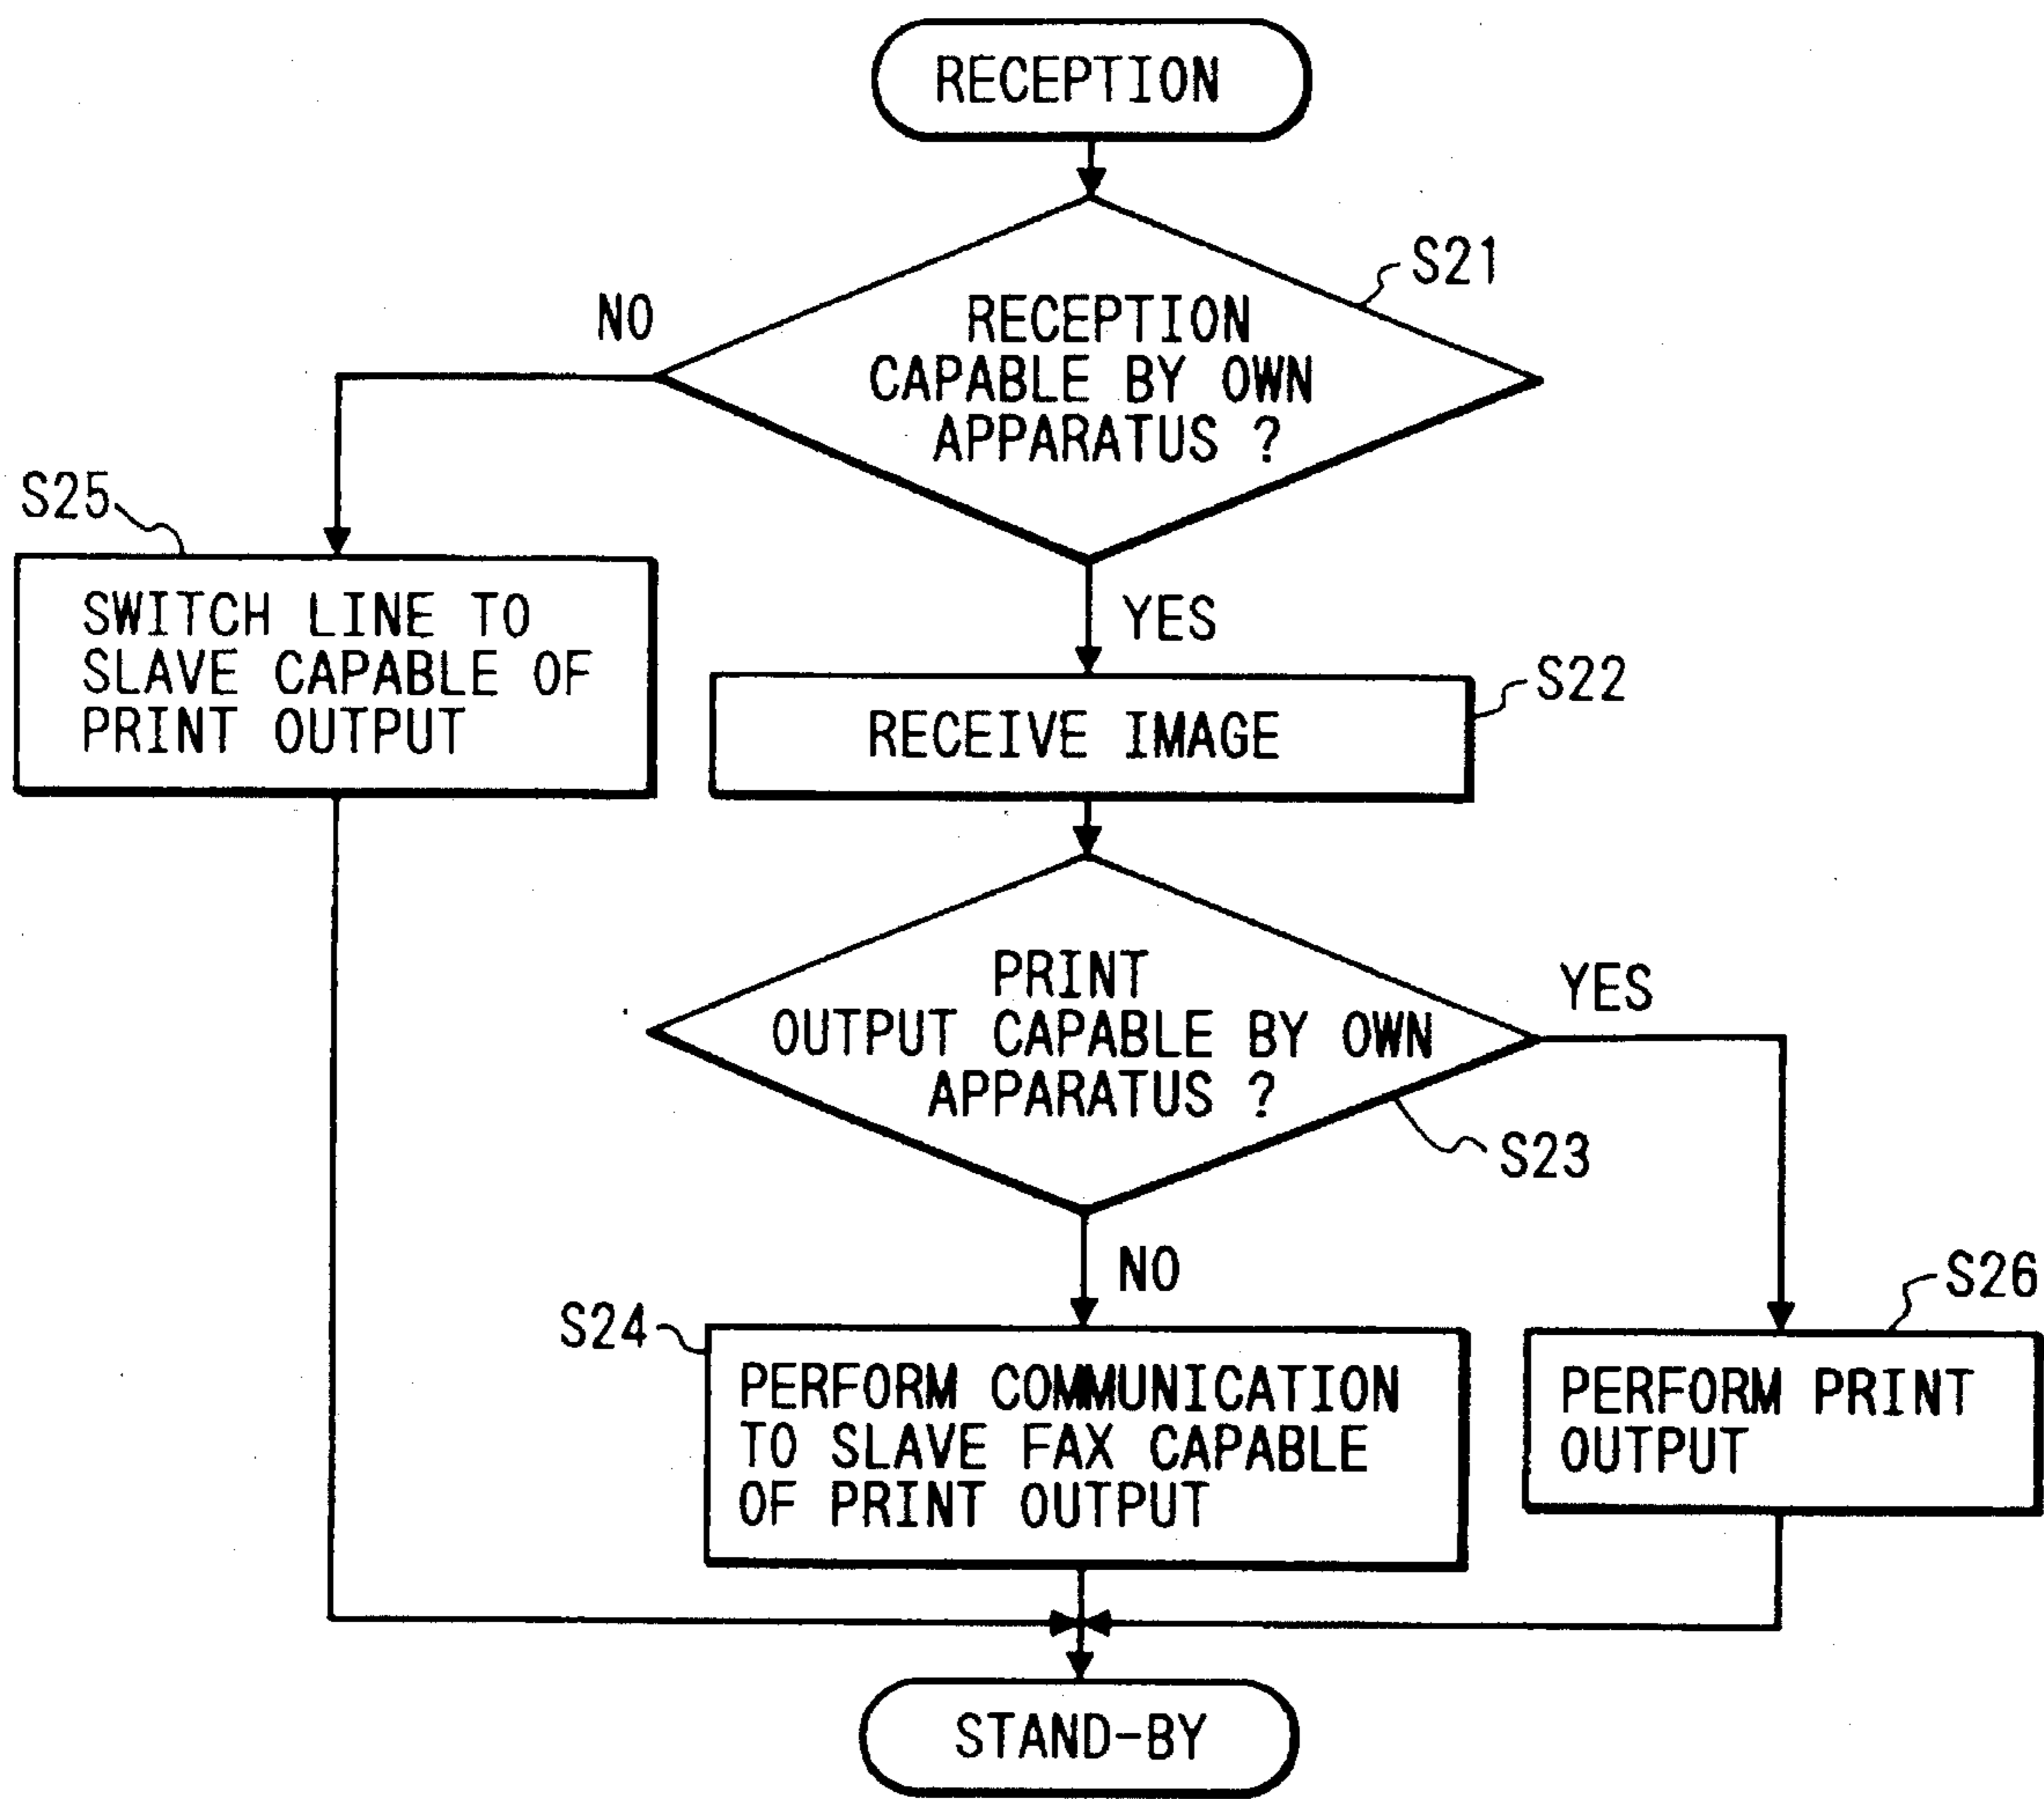 RECEPTION
S21
NO
RECEPTION
CAPABLE BY OWN
APPARATUS ?
S25
SWITCH LINE TO
SLAVE CAPABLE OF
PRINT OUTPUT
YES
S22
RECEIVE IMAGE
PRINT
OUTPUT CAPABLE BY OWN
APPARATUS ?
YES
S23
NO
S24
PERFORM COMMUNICATION
TO SLAVE FAX CAPABLE
OF PRINT OUTPUT
S26
PERFORM PRINT
OUTPUT
STAND-BY